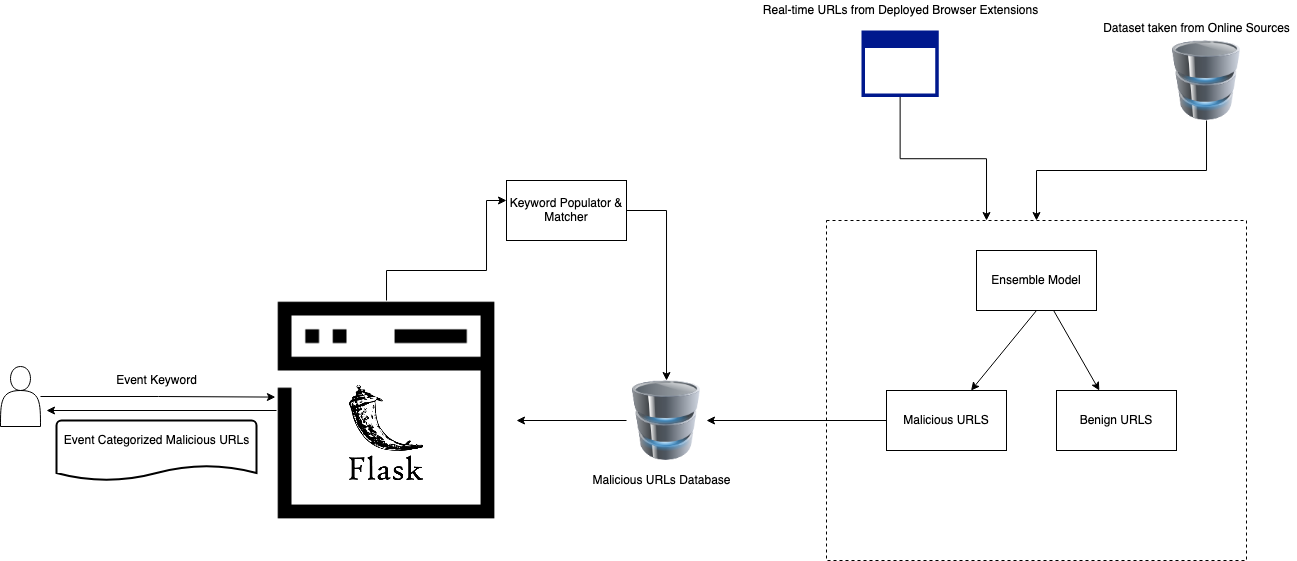 Real-time URLs from Deployed Browser Extensions
Dataset taken from Online Sources
Keyword Populator &
Matcher
Ensemble Model
Event Keyword
Event Categorized Malicious URLs
Flask
Malicious URLs Database
Malicious URLS
Benign URLS